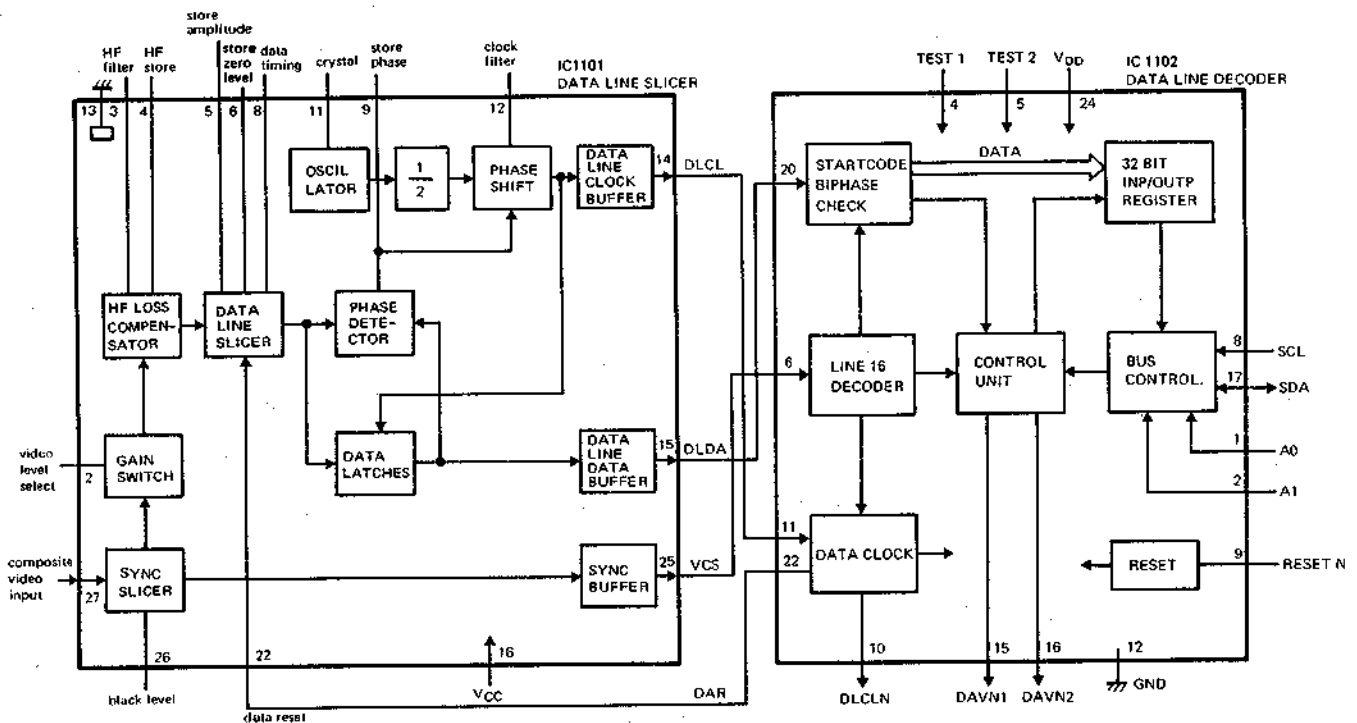 store
amplitude
HF
filter
HF
store
store
zero
level
data
timing
crystal
store
phase
clock
filter
IC1101
DATA LINE SLICER
TEST 1
TEST 2
VDD
IC 1102
DATA LINE DECODER
13
3
4
5
6
8
11
9
12
4
5
24
OSCIL
LATOR
1
2
PHASE
SHIFT
DATA
LINE
CLOCK
BUFFER
14
DLCL
20
STARTCODE
BIPHASE
CHECK
DATA
32 BIT
INP/OUTP
REGISTER
HF LOSS
COMPEN-
SATOR
DATA
LINE
SLICER
PHASE
DETE-
CTOR
6
LINE 16
DECODER
CONTROL
UNIT
BUS
CONTROL.
8
SCL
17
SDA
1
A0
2
A1
video
level
select
2
GAIN
SWITCH
DATA
LATCHES
DATA
LINE
DATA
BUFFER
15
DLDA
11
22
DATA CLOCK
RESET
9
RESET N
composite
video
input
27
SYNC
SLICER
SYNC
BUFFER
25
VCS
26
22
16
10
15
16
12
GND
black level
VCC
DAR
data reset
DLCLN
DAVN1
DAVN2